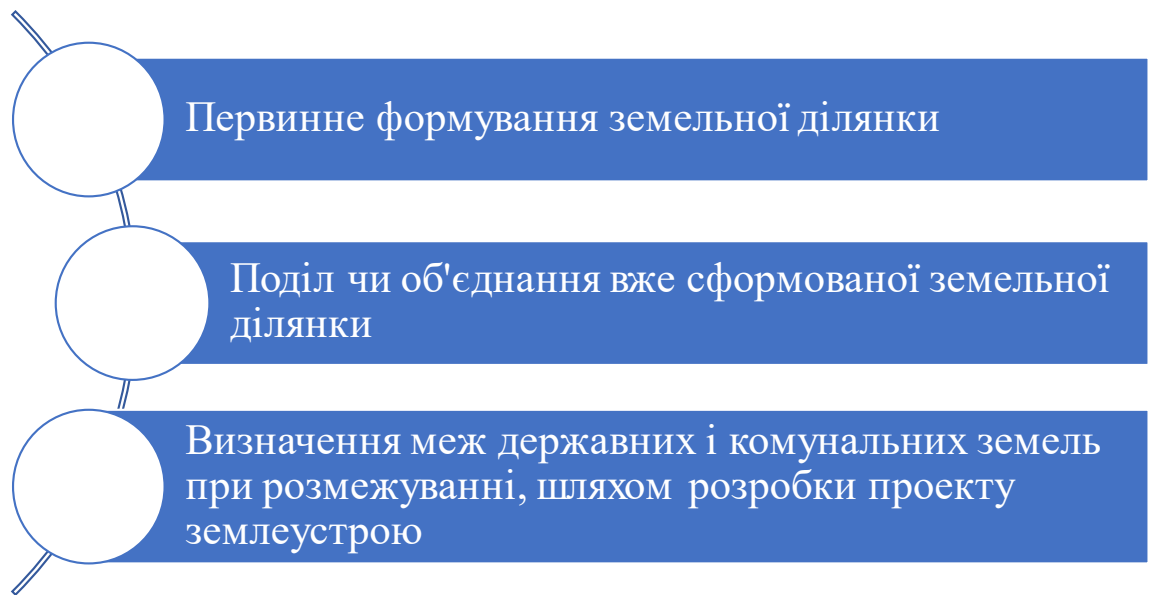 Первинне формування земельної ділянки
Поділ чи об'єднання вже сформованої земельної
ділянки
Визначення меж державних і комунальних земель
при розмежуванні, шляхом розробки проекту
землеустрою